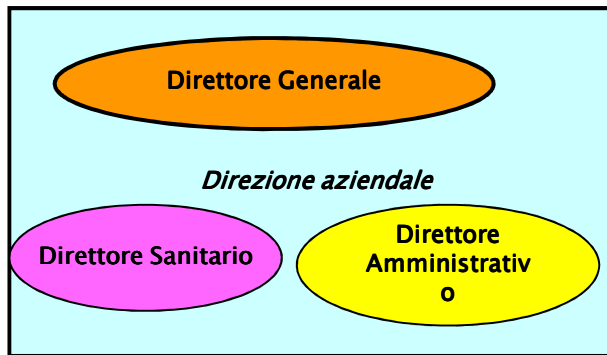 Direttore Generale
Direzione aziendale
Direttore Sanitario
Direttore
Amministrativ
o